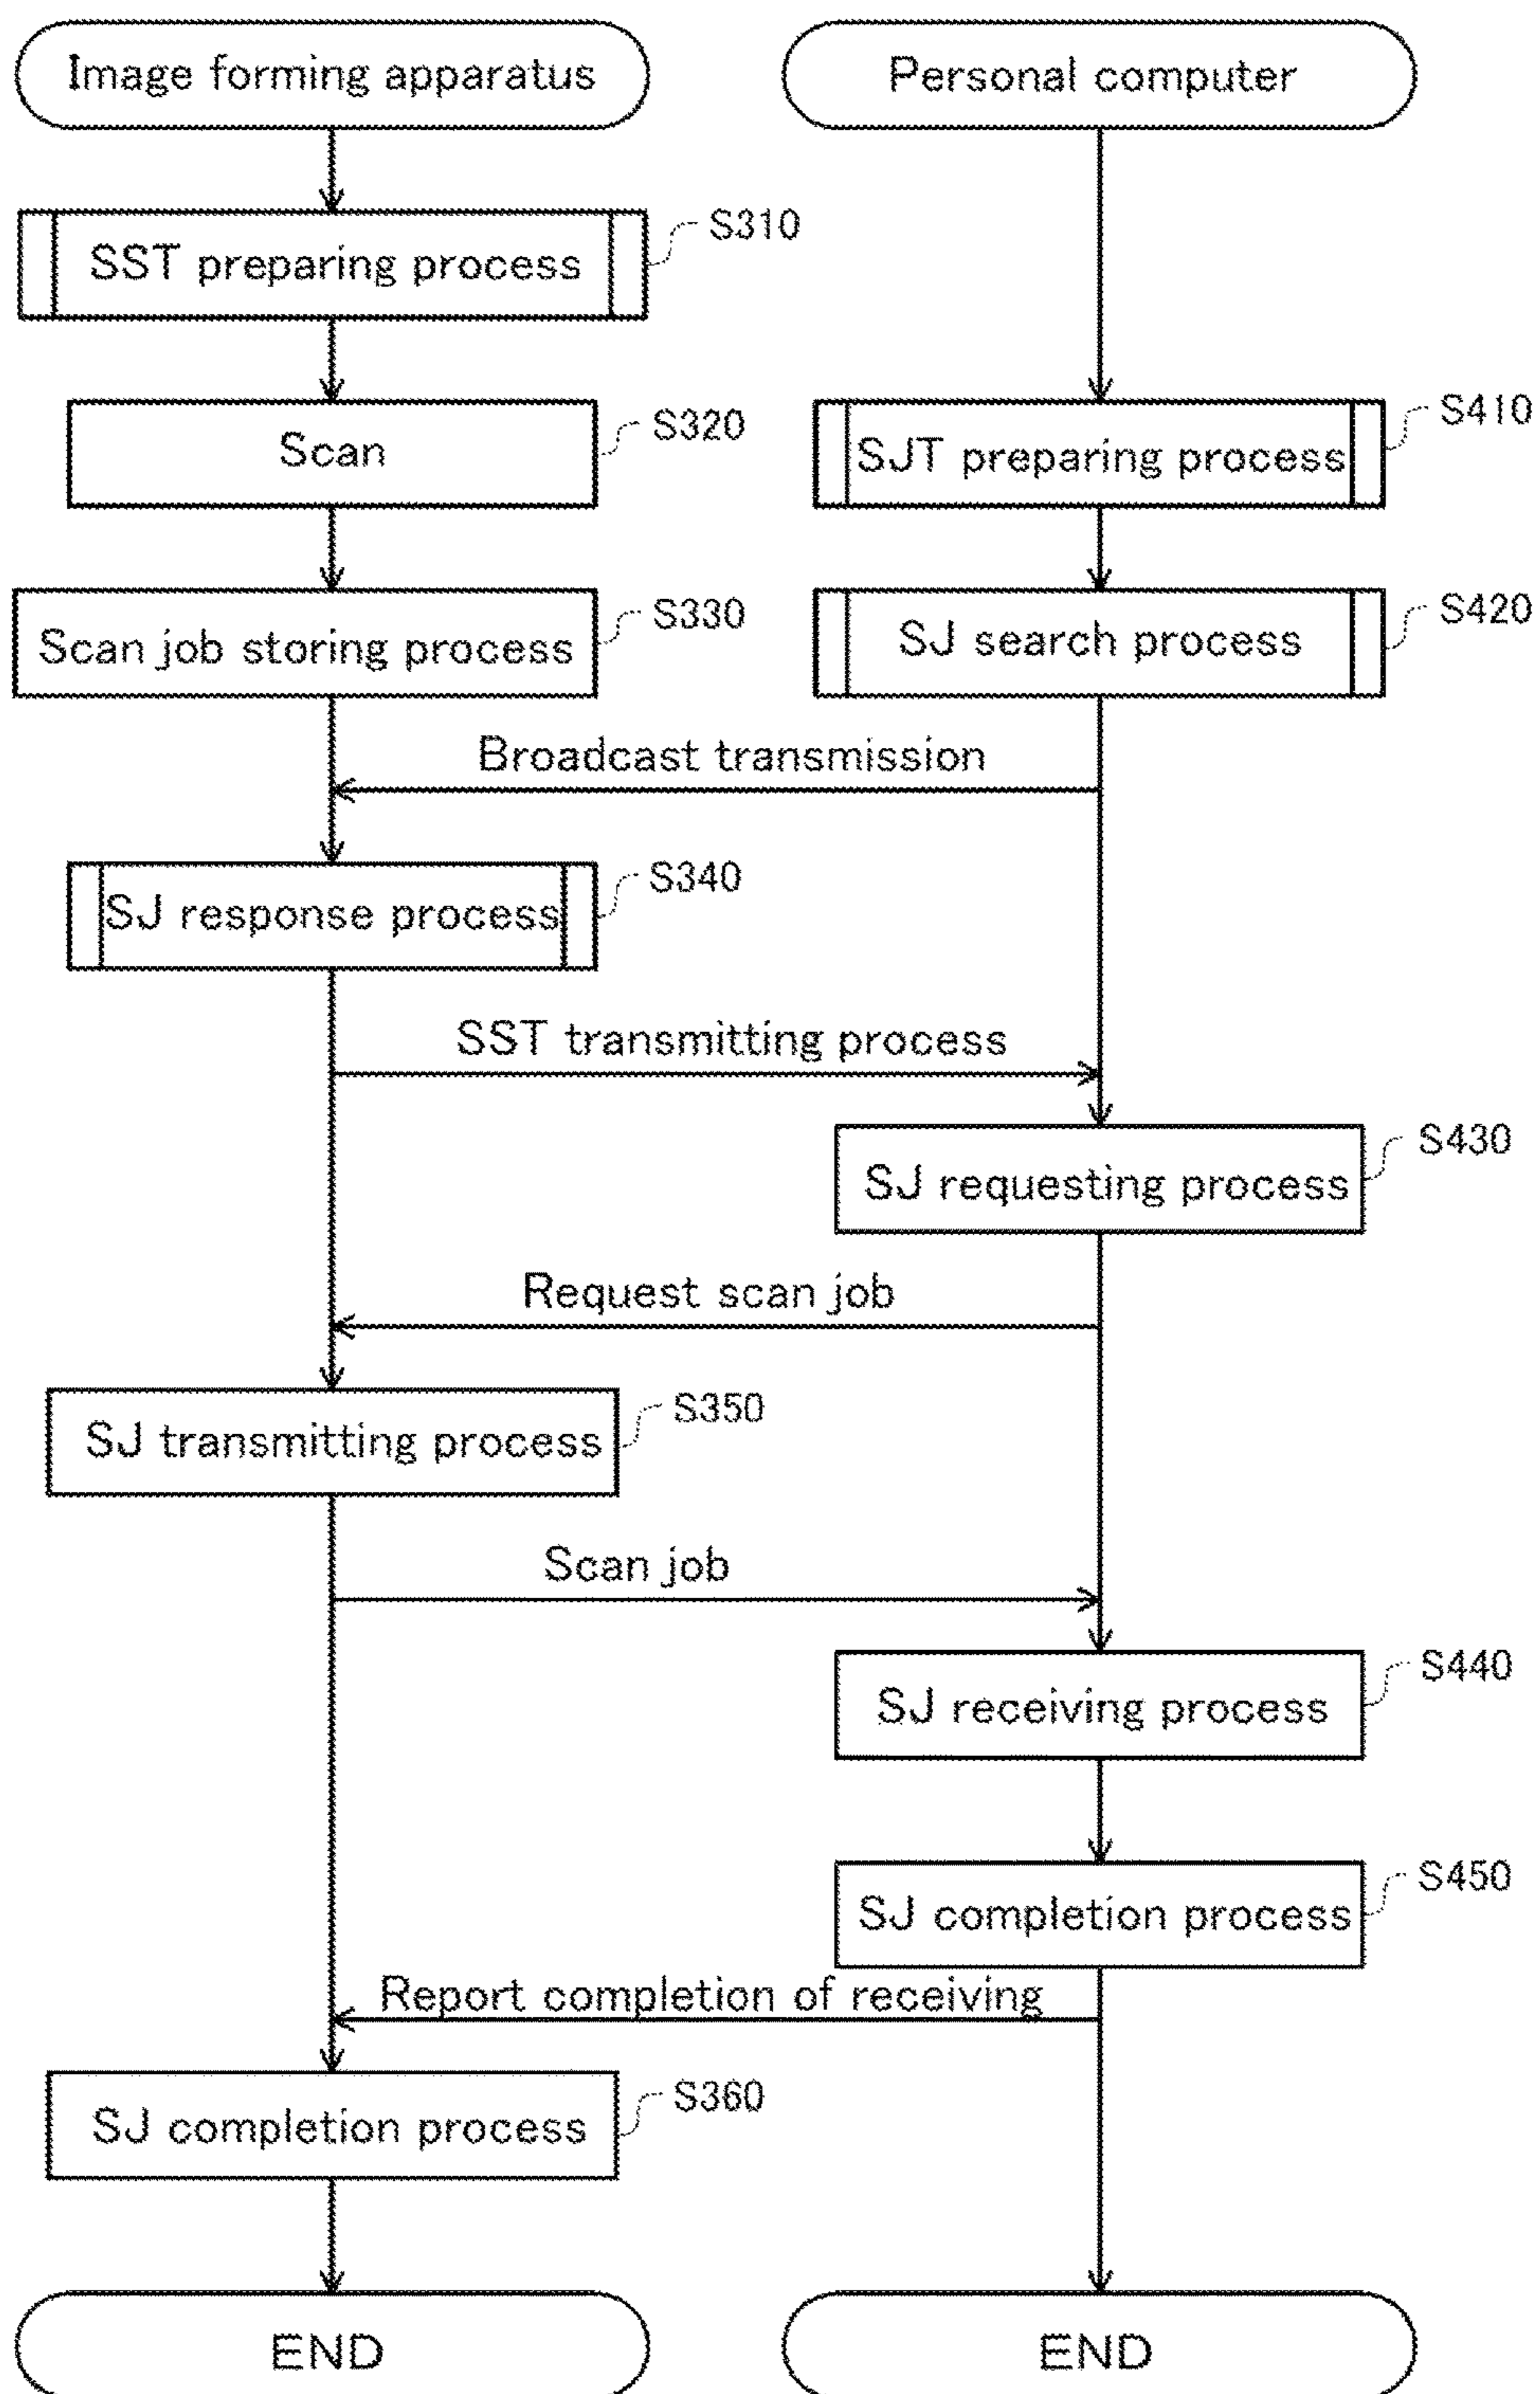 Image forming apparatus
Personal computer
SST preparing process
S310
Scan
S320
SJT preparing process
S410
Scan job storing process
S330
SJ search process
S420
Broadcast transmission
SJ response process
S340
SST transmitting process
SJ requesting process
S430
Request scan job
SJ transmitting process
S350
Scan job
SJ receiving process
S440
SJ completion process
S450
Report completion of receiving
SJ completion process
S360
END
END